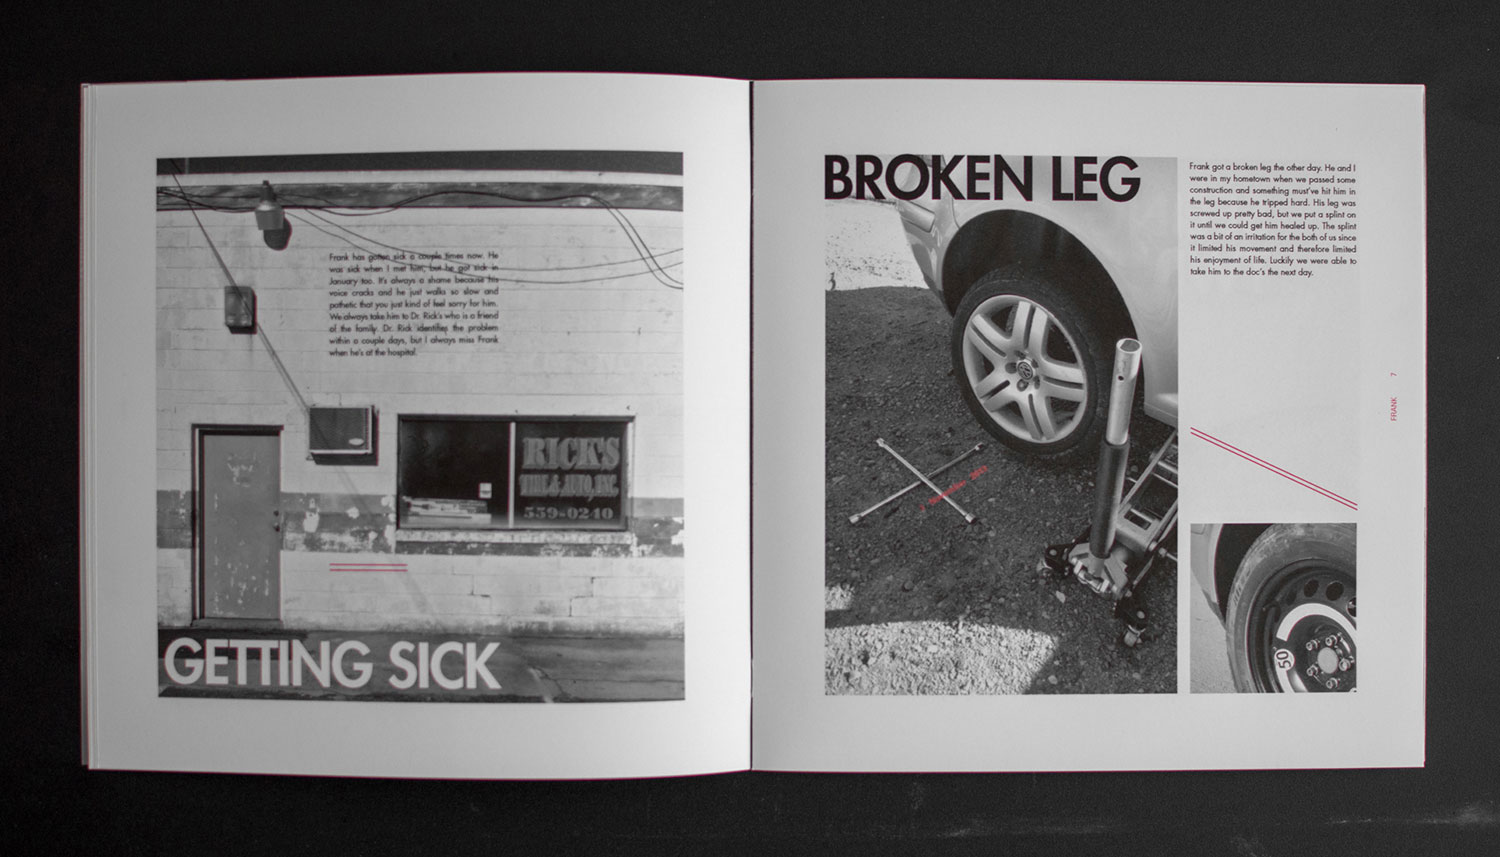 Frank has gotten sick a couple times now. He
was sick when I met him, but he got sick in
January too. It's always a shame because his
voice cracks and he just walks so slow and
pathetic that you just kind of feel sorry for him.
We always take him to Dr. Rick's who is a friend
of the family. Dr. Rick identifies the problem
within a couple days, but I always miss Frank
when he's at the hospital.
RICK'S
TIRE & AUTO, INC.
559-0240
GETTING SICK
BROKEN LEG
Frank got a broken leg the other day. He and I
were in my hometown when we passed some
construction and something must've hit him in
the leg because he tripped hard. His leg was
screwed up pretty bad, but we put a splint on
it until we could get him healed up. The splint
was a bit of an irritation for the both of us since
it limited his movement and therefore limited
his enjoyment of life. Luckily we were able to
take him to the doc's the next day.
FRANK 7
50